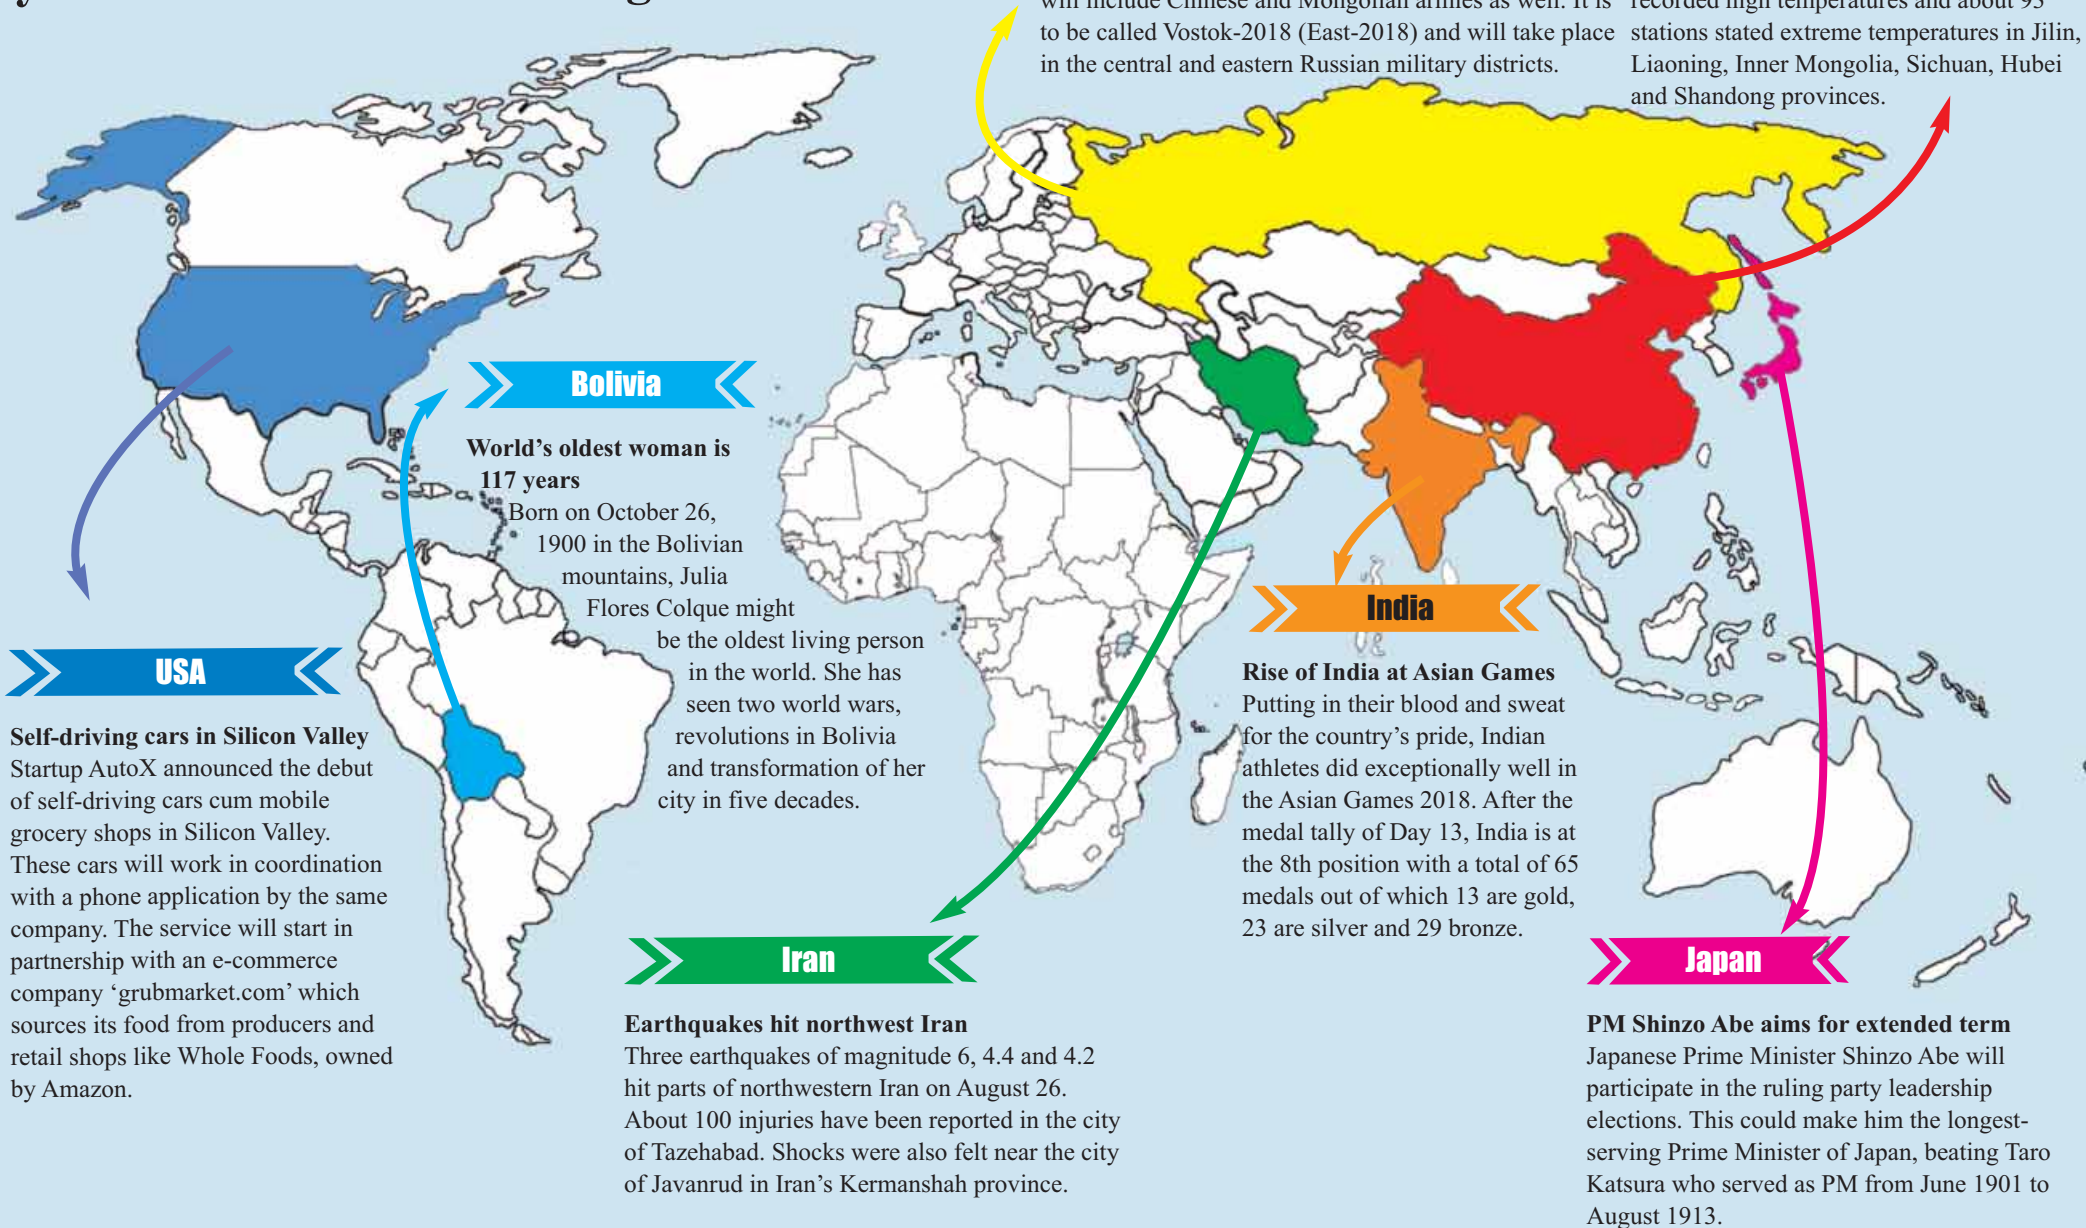 to be called Vostok-2018 (East-2018) and will take place
in the central and eastern Russian military districts.
stations stated extreme temperatures in Jilin,
Liaoning, Inner Mongolia, Sichuan, Hubei
and Shandong provinces.
Bolivia
World's oldest woman is
117 years
Born on October 26,
1900 in the Bolivian
mountains, Julia
Flores Colque might
be the oldest living person
in the world. She has
seen two world wars,
revolutions in Bolivia
and transformation of her
city in five decades.
USA
Self-driving cars in Silicon Valley
Startup AutoX announced the debut
of self-driving cars cum mobile
grocery shops in Silicon Valley.
These cars will work in coordination
with a phone application by the same
company. The service will start in
partnership with an e-commerce
company ‘grubmarket.com’ which
sources its food from producers and
retail shops like Whole Foods, owned
by Amazon.
Iran
Earthquakes hit northwest Iran
Three earthquakes of magnitude 6, 4.4 and 4.2
hit parts of northwestern Iran on August 26.
About 100 injuries have been reported in the city
of Tazehabad. Shocks were also felt near the city
of Javanrud in Iran's Kermanshah province.
India
Rise of India at Asian Games
Putting in their blood and sweat
for the country's pride, Indian
athletes did exceptionally well in
the Asian Games 2018. After the
medal tally of Day 13, India is at
the 8th position with a total of 65
medals out of which 13 are gold,
23 are silver and 29 bronze.
Japan
PM Shinzo Abe aims for extended term
Japanese Prime Minister Shinzo Abe will
participate in the ruling party leadership
elections. This could make him the longest-
serving Prime Minister of Japan, beating Taro
Katsura who served as PM from June 1901 to
August 1913.